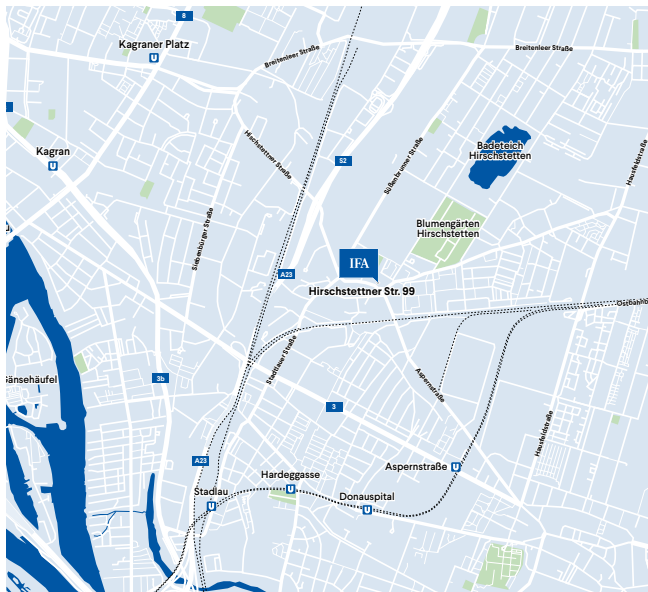 8
Kagraner Platz
U
Breitenleer Straße
Breitenleer Straße
Kagran
U
Hirschstettner Straße
S2
Süßenbrunner Straße
Badeteich
Hirschstetten
Hausfeldstraße
Siebenbürger Straße
Blumengärten
Hirschstetten
IFA
A23
Hirschstettner Str. 99
Stadlauer Straße
Gänsehäufel
3b
3
Aspernstraße
Hausfeldstraße
A23
Aspernstraße
U
Hardeggasse
U
Stadlau
U
Donauspital
U